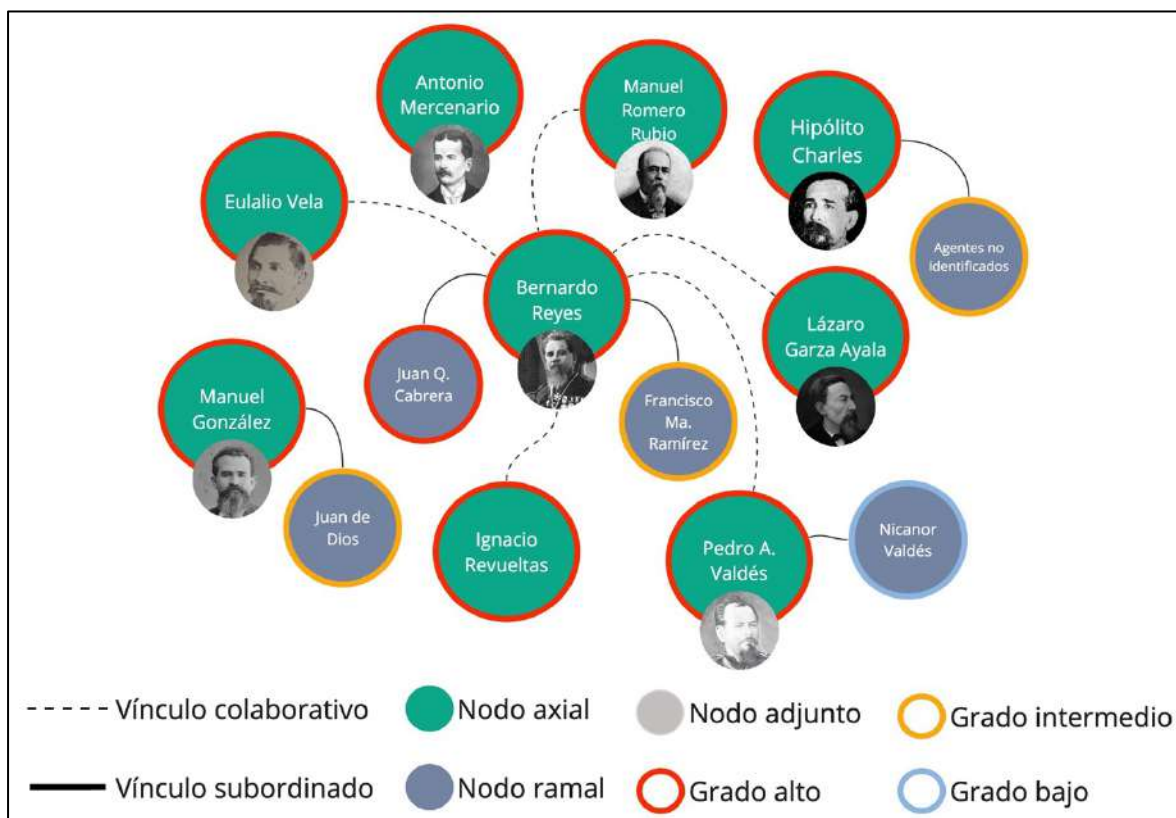 Antonio
Mercenario
Manuel
Romero
Rubio
Hipólito
Charles
Eulalio Vela
Agentes no
identificados
Bernardo
Reyes
Lázaro
Garza Ayala
Juan Q.
Cabrera
Manuel
González
Francisco
Ma.
Ramírez
Juan de
Dios
Ignacio
Revueltas
Pedro A.
Valdés
Nicanor
Valdés
Vínculo colaborativo
Nodo axial
Nodo adjunto
Grado intermedio
Vínculo subordinado
Nodo ramal
Grado alto
Grado bajo